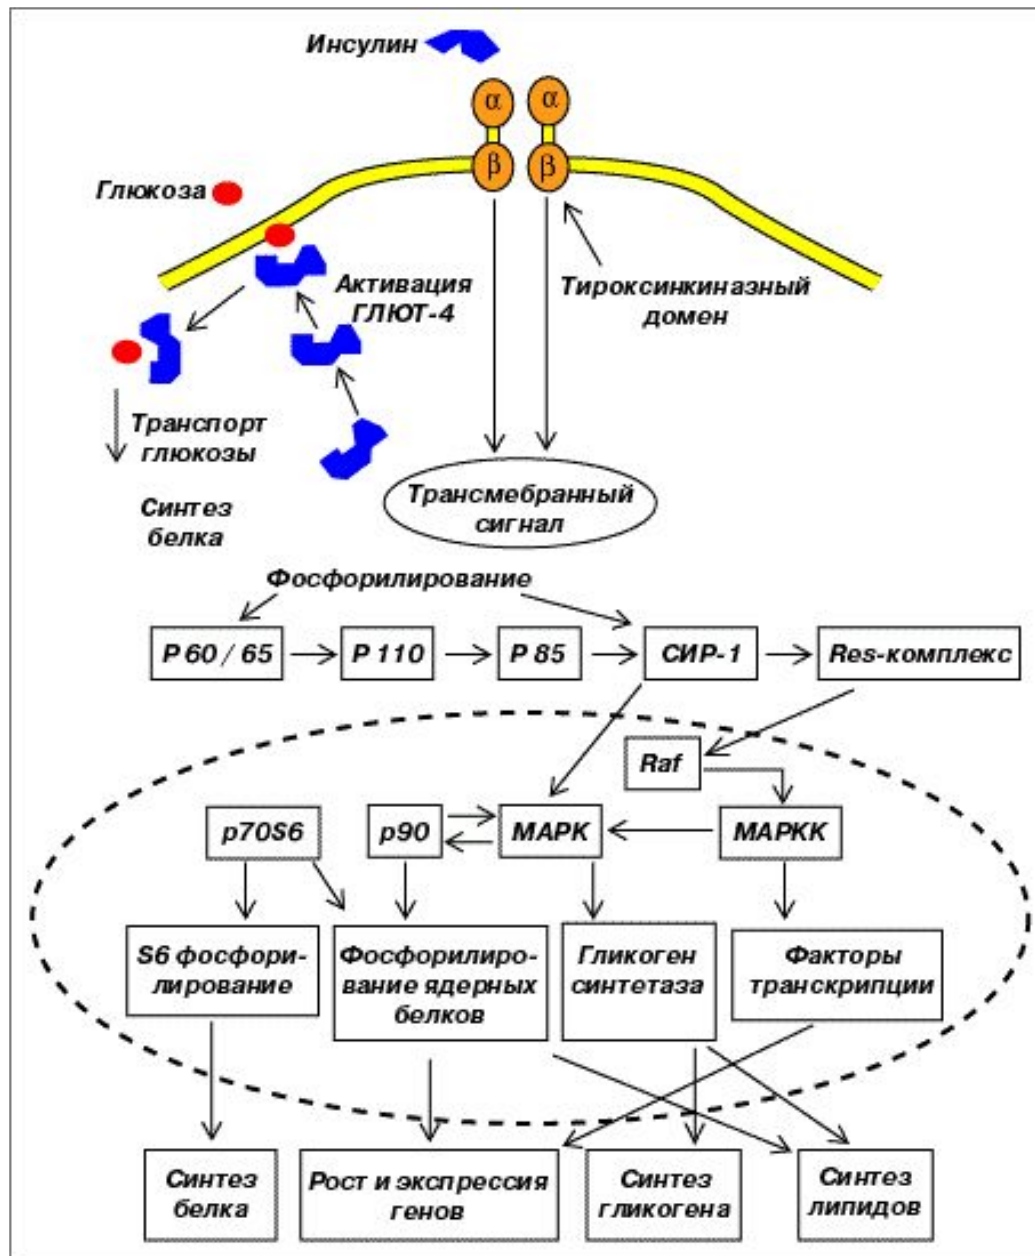 Инсулин
α
α
β
β
Глюкоза
Активация
ГЛЮТ-4
Тироксинкиназный
домен
Транспорт
глюкозы
Синтез
белка
Трансмебранный
сигнал
Фосфорилирование
Р 60 / 65
Р 110
Р 85
СИР-1
Res-комплекс
Raf
p70S6
p90
МАРК
МАРКК
S6 фосфори-
лирование
Фосфорилиро-
вание ядерных
белков
Гликоген
синтетаза
Факторы
транскрипции
Синтез
белка
Рост и экспрессия
генов
Синтез
гликогена
Синтез
липидов